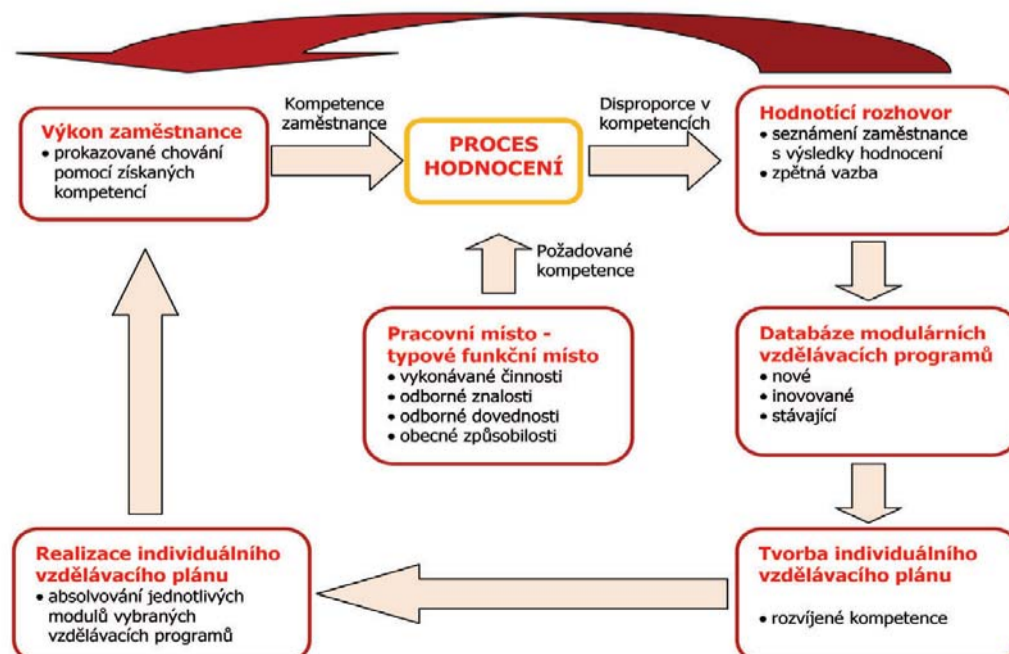 Výkon zaměstnance
• prokazované chování
pomocí získaných
kompetencí
Kompetence
zaměstnance
PROCES
HODNOCENÍ
Disproporce v
kompetencích
Hodnotící rozhovor
• seznámení zaměstnance
s výsledky hodnocení
• zpětná vazba
Požadované
kompetence
Pracovní místo -
typové funkční místo
• vykonávané činnosti
• odborné znalosti
• odborné dovednosti
• obecné způsobilosti
Databáze modulárních
vzdělávacích programů
• nové
• inovované
• stávající
Realizace individuálního
vzdělávacího plánu
• absolvování jednotlivých
modulů vybraných
vzdělávacích programů
Tvorba individuálního
vzdělávacího plánu
• rozvíjené kompetence